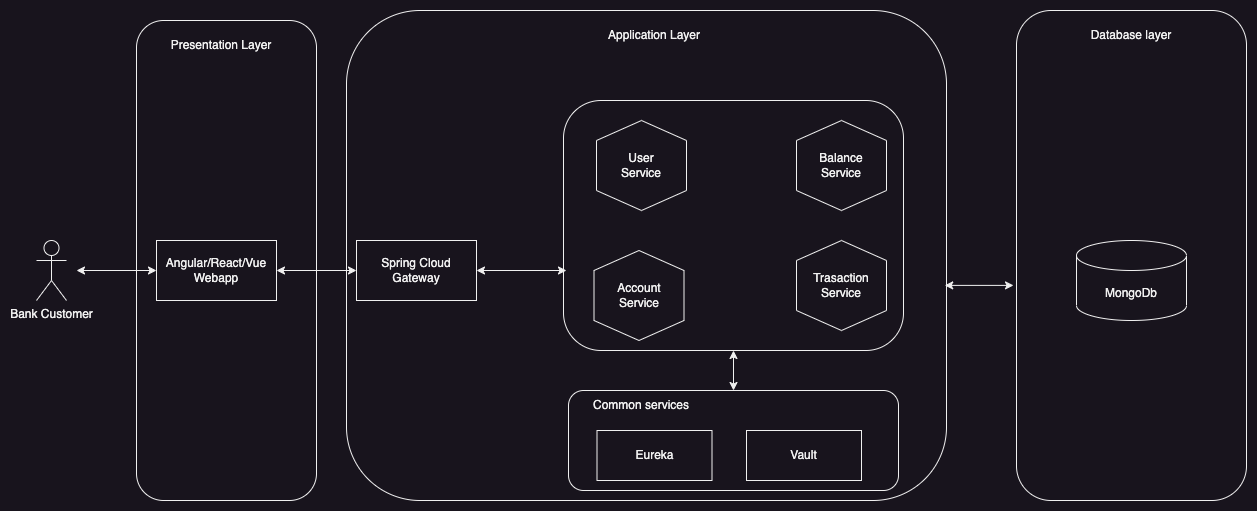 Presentation Layer
Application Layer
Database layer
User
Service
Balance
Service
Bank Customer
Angular/React/Vue
Webapp
Spring Cloud
Gateway
Account
Service
Trasaction
Service
MongoDb
Common services
Eureka
Vault